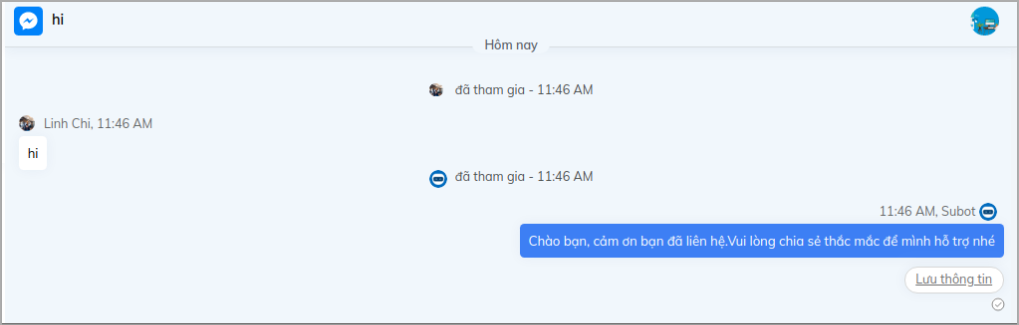 hi
Hôm nay
đã tham gia - 11:46 AM
Linh Chi, 11:46 AM
hi
đã tham gia - 11:46 AM
11:46 AM, Subot
Chào bạn, cảm ơn bạn đã liên hệ.Vui lòng chia sẻ thắc mắc để mình hỗ trợ nhé
Lưu thông tin